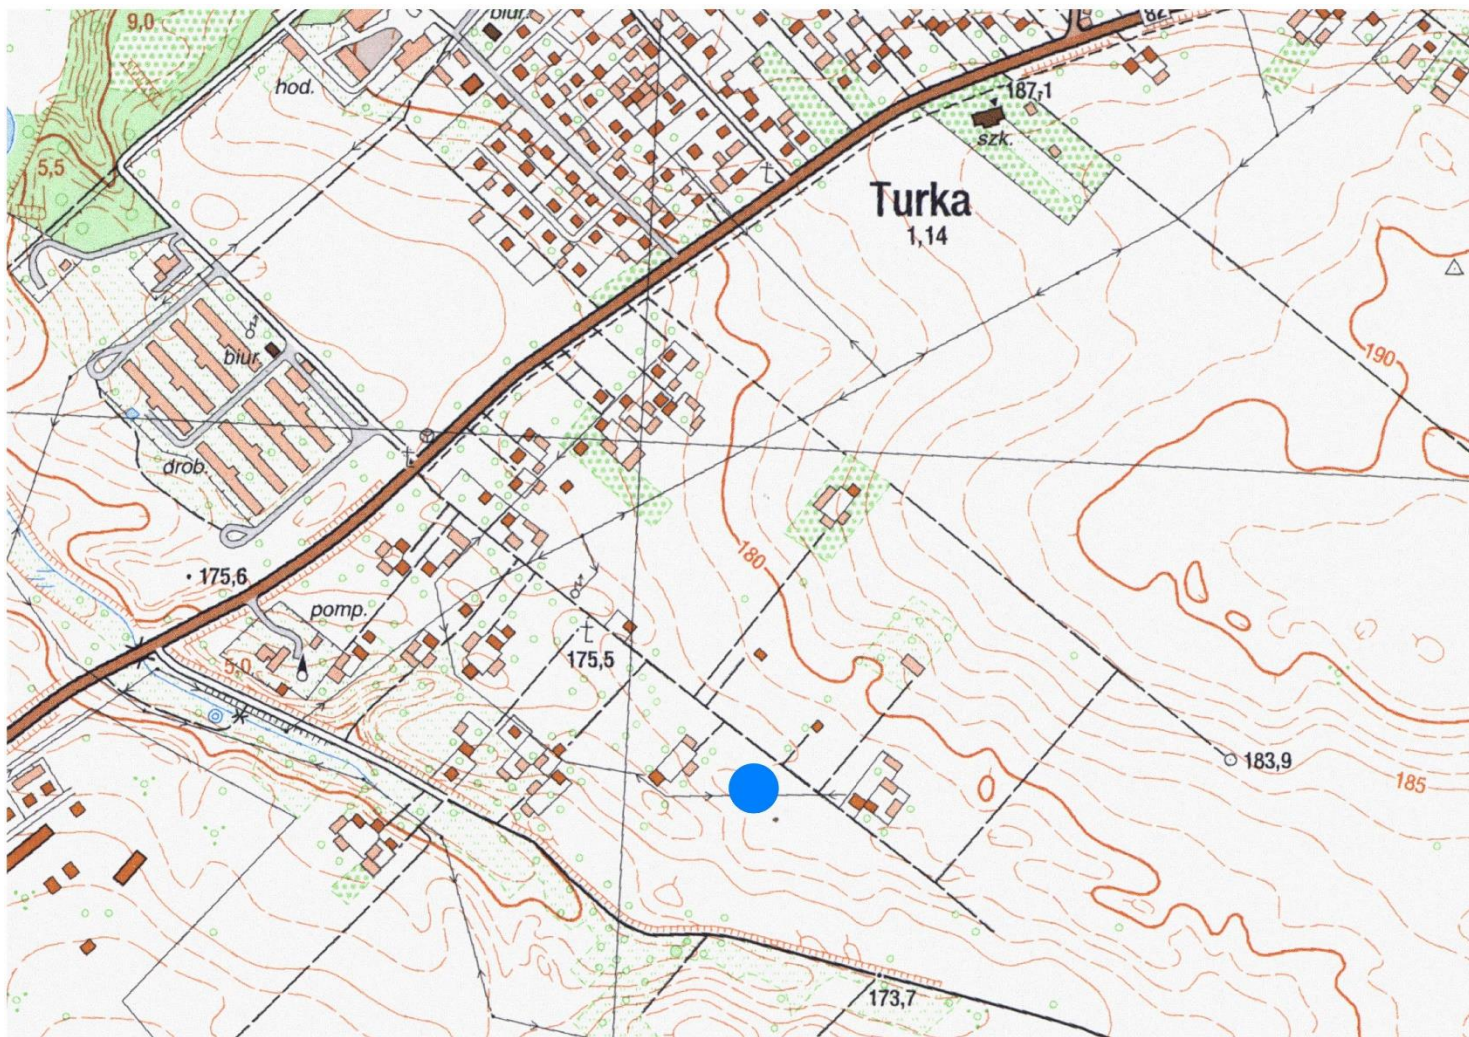 9,0
biur.
82
hod.
187,1
szk.
5,5
t
Turka
1,14
190
biur.
drob.
t
180
175,6
pomp.
t
175,5
5,0
183,9
185
173,7